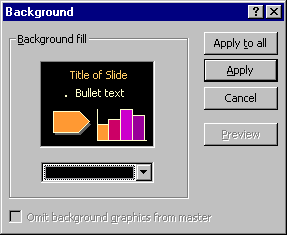 Background
Background fill
Title of Slide
. Bullet text
Apply to all
Apply
Cancel
Preview
Omit background graphics from master